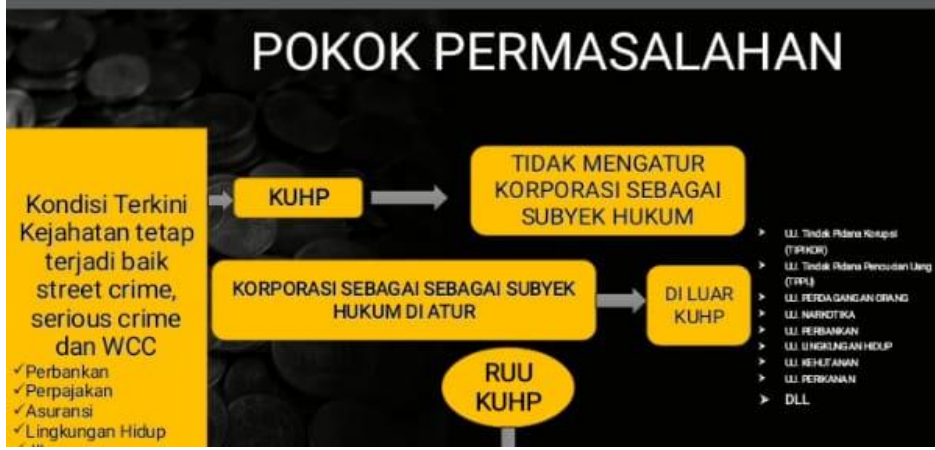 POKOK PERMASALAHAN
Kondisi Terkini
Kejahatan tetap
terjadi baik
street crime,
serious crime
dan WCC
✓Perbankan
✓Perpajakan
✓Asuransi
✓Lingkungan Hidup
KUHP
TIDAK MENGATUR
KORPORASI SEBAGAI
SUBYEK HUKUM
KORPORASI SEBAGAI SEBAGAI SUBYEK
HUKUM DI ATUR
DI LUAR
KUHP
➤ UU. Tindak Pidana Korupsi
(TIPIKOR)
➤ UU. Tindak Pidana Pencucian Uang
(TPPU)
➤ UU. PERDAGANGAN ORANG
➤ UU. NARKOTIKA
➤ UU. PERBANKAN
➤ UU. LINGKUNGAN HIDUP
➤ UU. KEHUTANAN
➤ UU. PERIKANAN
➤ DLL
RUU
KUHP